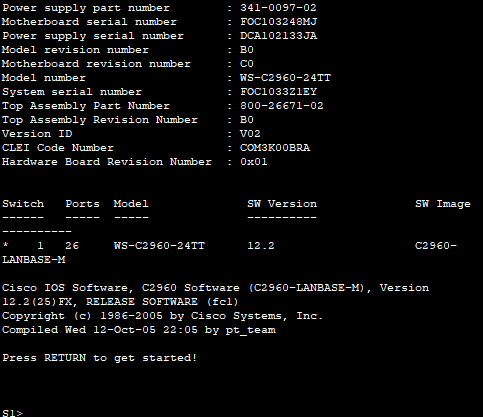 Power supply part number        : 341-0097-02
Motherboard serial number       : FOC103248MJ
Power supply serial number      : DCA102133JA
Model revision number           : B0
Motherboard revision number     : C0
Model number                    : WS-C2960-24TT
System serial number            : FOC1033Z1EY
Top Assembly Part Number        : 800-26671-02
Top Assembly Revision Number    : B0
Version ID                      : V02
CLEI Code Number                : COM3K00BRA
Hardware Board Revision Number  : 0x01
Switch   Ports  Model              SW Version              SW Image
------   -----  -----              ----------
----------
*    1   26     WS-C2960-24TT      12.2                    C2960-
LANBASE-M
Cisco IOS Software, C2960 Software (C2960-LANBASE-M), Version
12.2(25)FX, RELEASE SOFTWARE (fc1)
Copyright (c) 1986-2005 by Cisco Systems, Inc.
Compiled Wed 12-Oct-05 22:05 by pt_team
Press RETURN to get started!
S1>